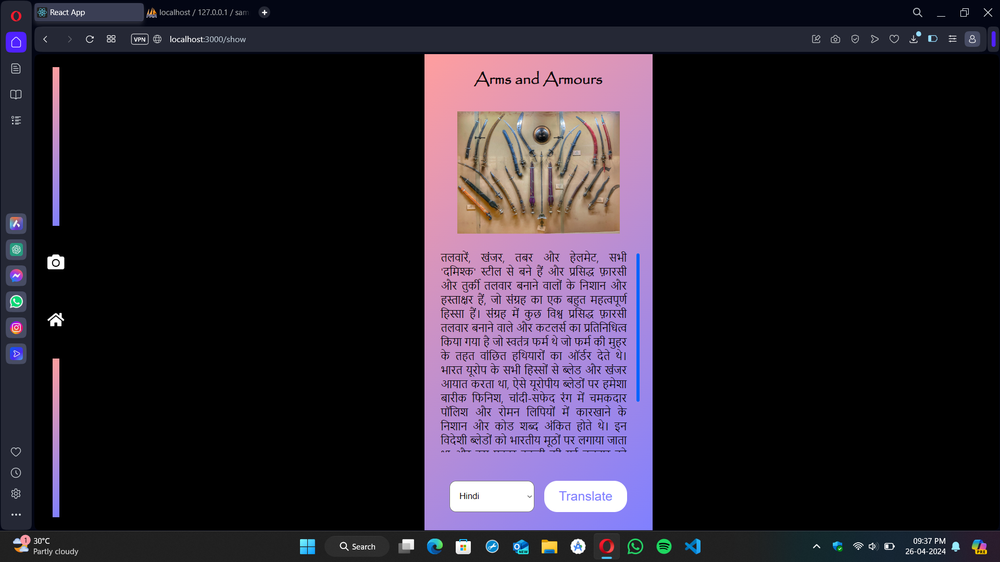 React App
localhost / 127.0.0.1 / sam
VPN
localhost:3000/show
Arms and Armours
तलवारें, खंजर, तबर और हेलमेट, सभी
'दमिश्क' स्टील से बने हैं और प्रसिद्ध फ़ारसी
और तुर्की तलवार बनाने वालों के निशान और
हस्ताक्षर हैं, जो संग्रह का एक बहुत महत्वपूर्ण
हिस्सा हैं। संग्रह में कुछ विश्व प्रसिद्ध फ़ारसी
तलवार बनाने वाले और कटलर्स का प्रतिनिधित्व
किया गया है जो स्वतंत्र फर्म थे जो फर्म की मुहर
के तहत वांछित हथियारों का ऑर्डर देते थे।
भारत यूरोप के सभी हिस्सों से ब्लेड और खंजर
आयात करता था, ऐसे यूरोपीय ब्लेडों पर हमेशा
बारीक फिनिश, चांदी-सफेद रंग में चमकदार
पॉलिश और रोमन लिपियों में कारखाने के
निशान और कोड शब्द अंकित होते थे। इन
विदेशी ब्लेडों को भारतीय मूठों पर लगाया जाता
Hindi
Translate
1
30°C
Partly cloudy
Search
NEW
09:37 PM
26-04-2024
PRE